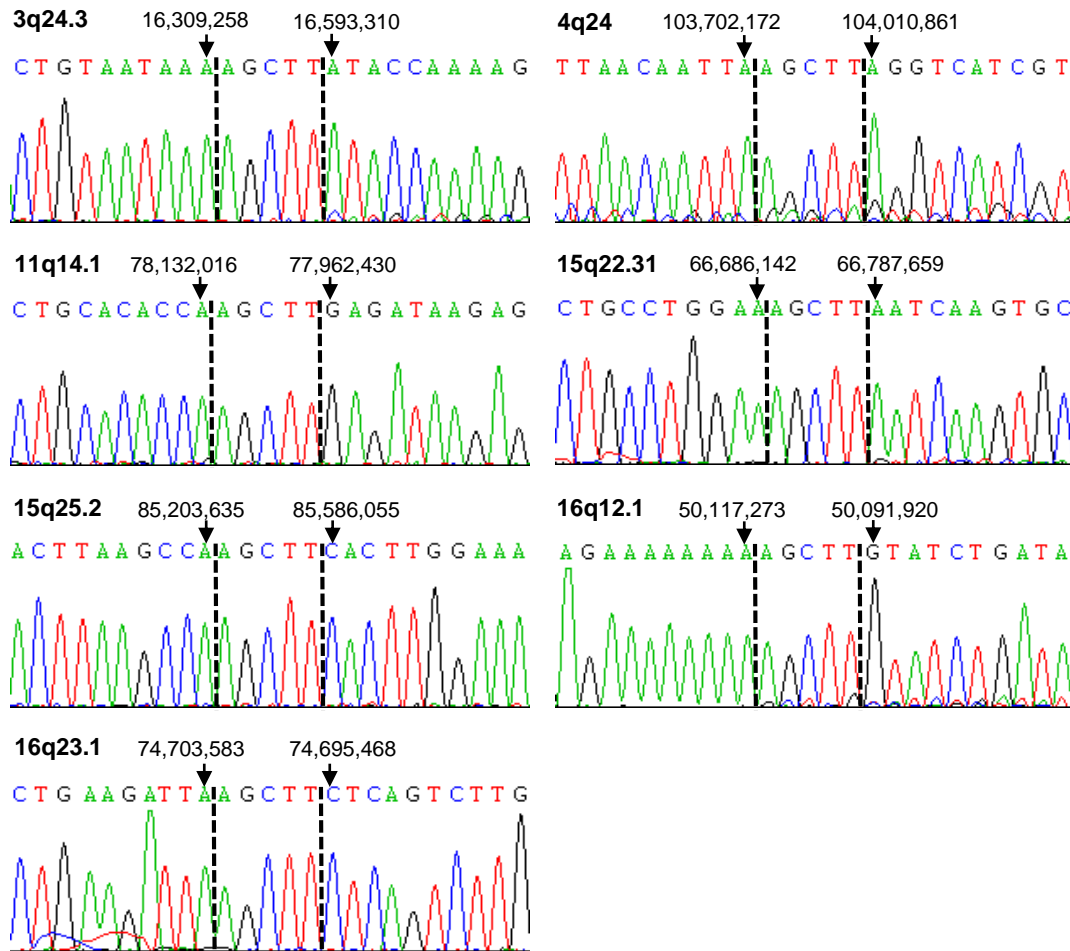 3q24.3 16,309,258 16,593,310
CTGTAATAAAAGCTTATACCAAAAG
4q24 103,702,172 104,010,861
TTAACAATTAAGCTTAGGTCATCGT
11q14.1 78,132,016 77,962,430
CTGCACACCAAGCTTGAGATAAGAG
15q22.31 66,686,142 66,787,659
CTGCCTGGAAAGCTTAATCAAGTGC
15q25.2 85,203,635 85,586,055
ACTTAAGCCAAGCTTCACTTGGAAA
16q12.1 50,117,273 50,091,920
AGAAAAAAAAAGCTTGTATCTGATA
16q23.1 74,703,583 74,695,468
CTGAAGATTAAGCTTCTCAGTCTTG